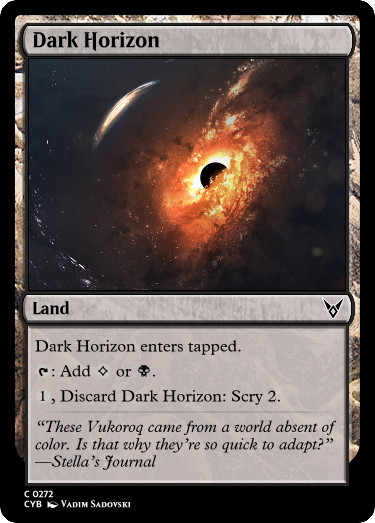 Dark Horizon
Land
Dark Horizon enters tapped.
: Add or .
1 , Discard Dark Horizon: Scry 2.
“These Vukoroq came from a world absent of
color. Is that why they’re so quick to adapt?”
—Stella’s Journal
C 0272
CYB Vadim Sadovski